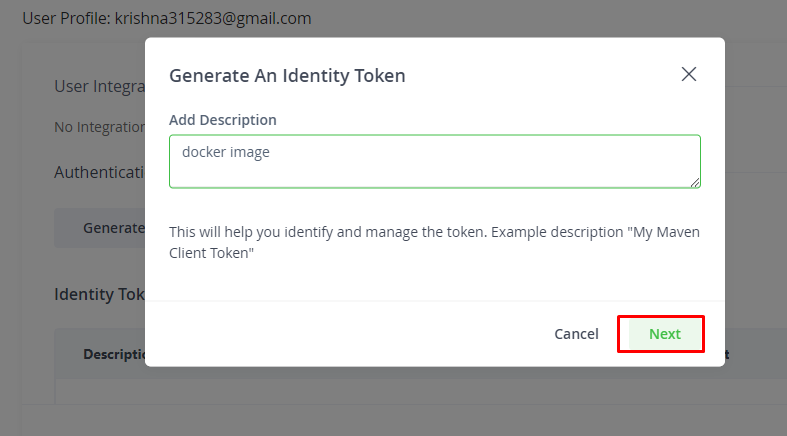 User Profile: krishna315283@gmail.com
Generate An Identity Token
User Integra
Add Description
No Integration
docker image
Authenticati
Generate
This will help you identify and manage the token. Example description "My Maven
Client Token"
Identity Tok
Cancel
Next
Descriptio
t